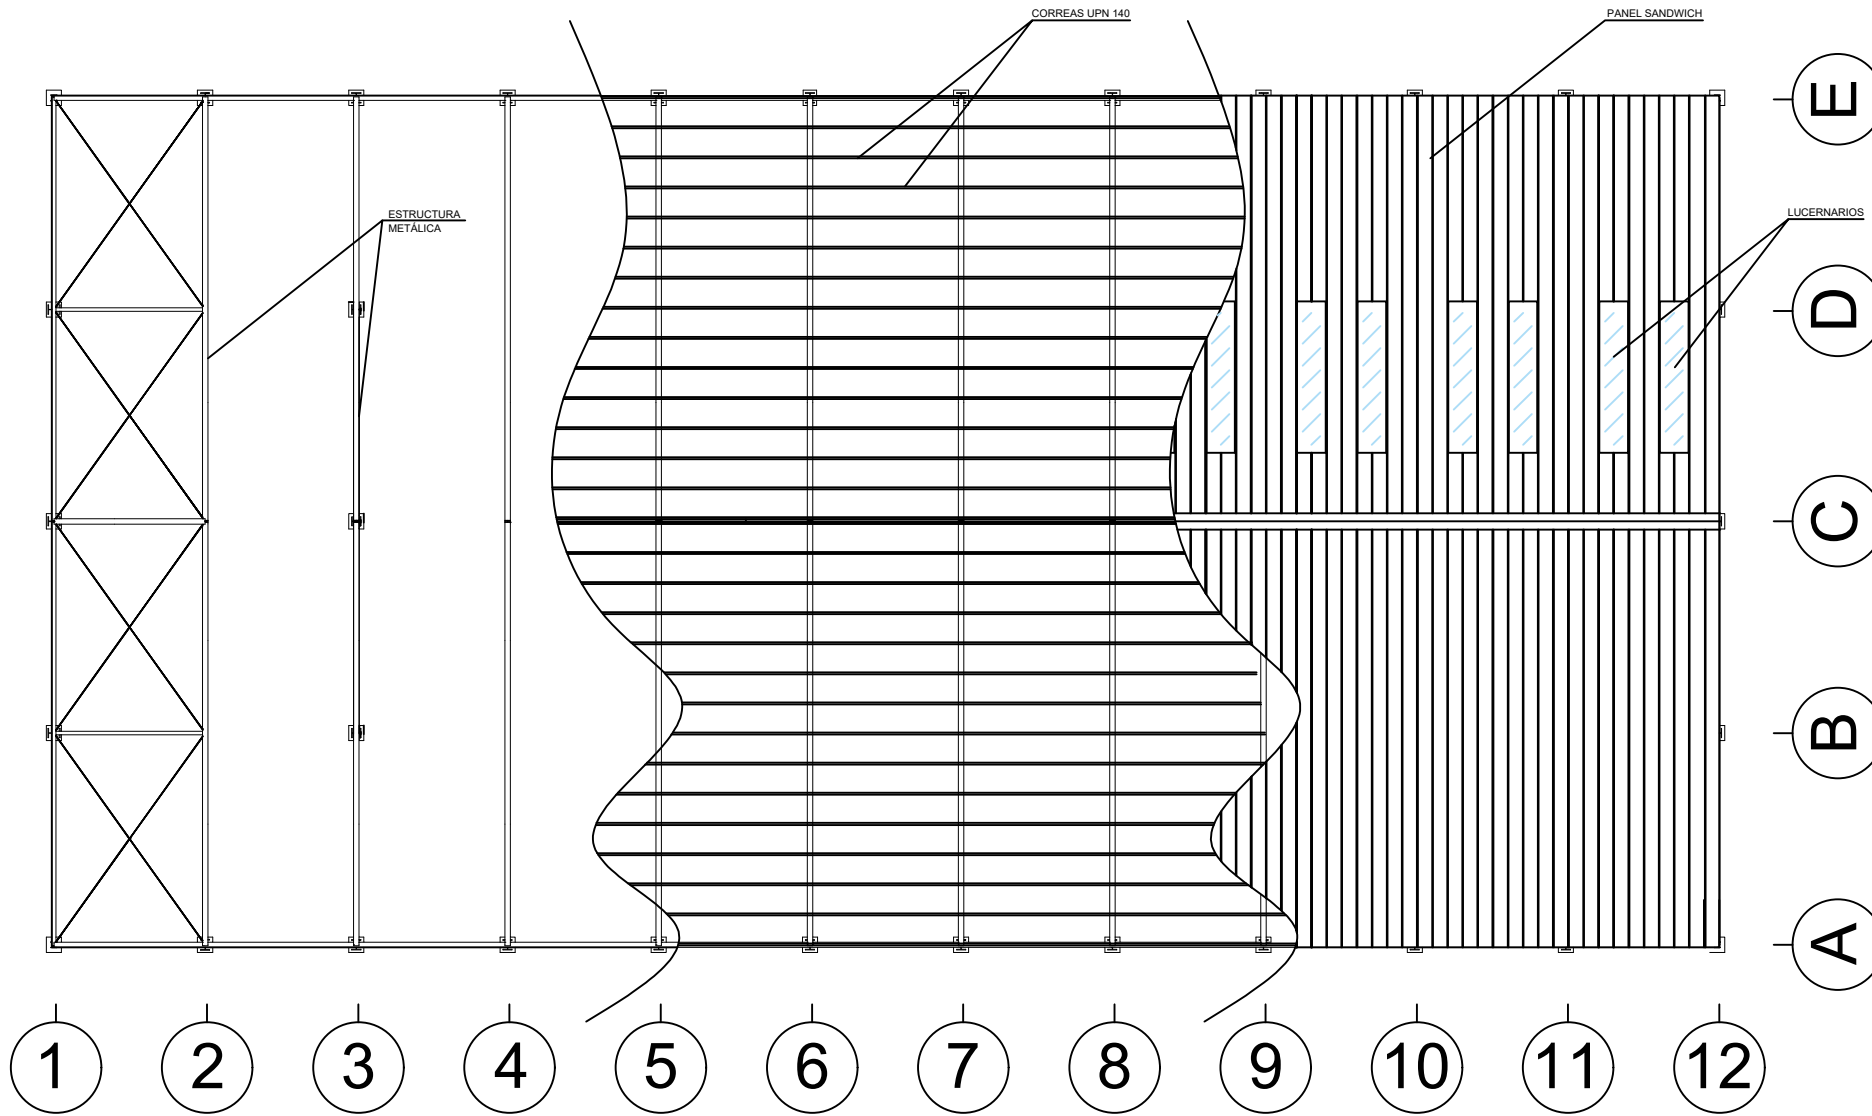 CORREAS UPN 140
PANEL SANDWICH
ESTRUCTURA
METÁLICA
LUCERNARIOS
E
D
C
B
A
1 2 3 4 5 6 7 8 9 10 11 12